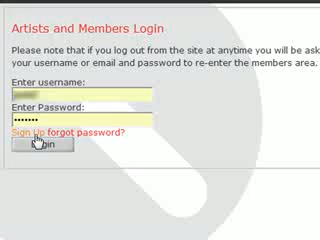 Artists and Members Login
Please note that if you log out from the site at anytime you will be ask
your username or email and password to re-enter the members area.
Enter username:
Enter Password:
•••••••
Sign Up forgot password?
Login